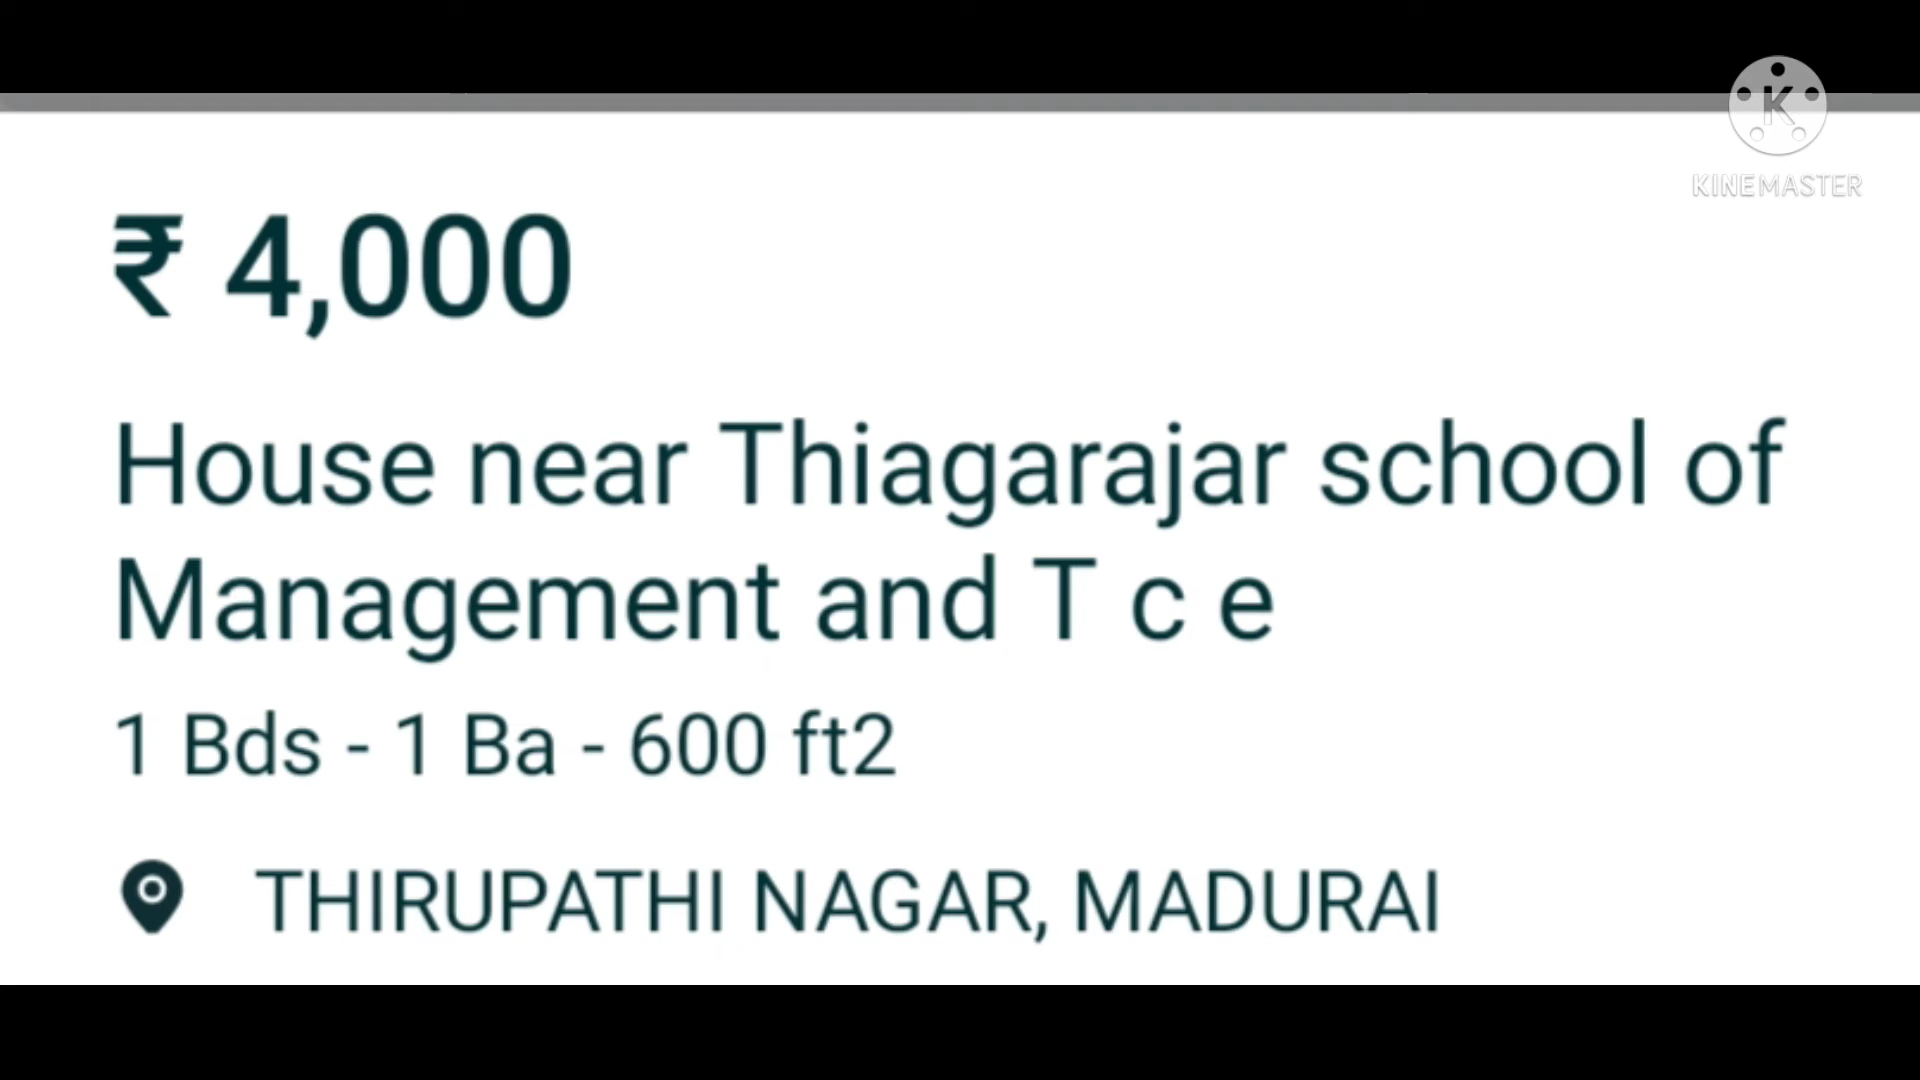 K
KINEMASTER
₹ 4,000
House near Thiagarajar school of
Management and T c e
1 Bds - 1 Ba - 600 ft2
THIRUPATHI NAGAR, MADURAI